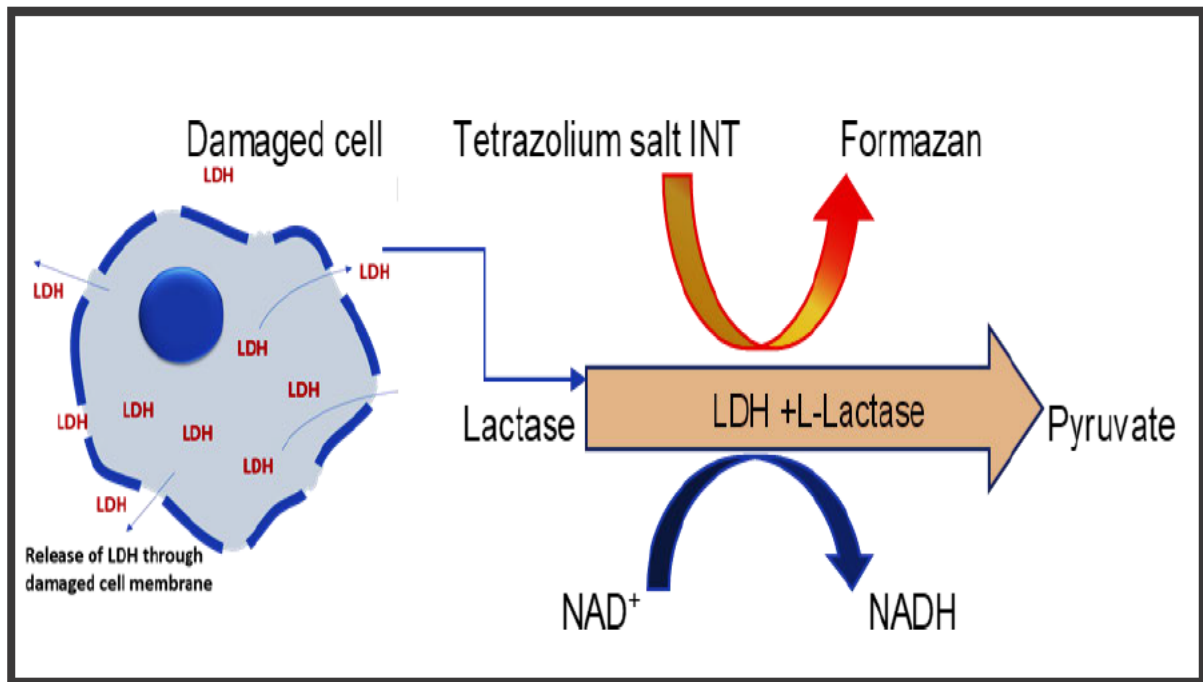 Damaged cell
Tetrazolium salt INT
Formazan
LDH
LDH
LDH
LDH
LDH
LDH
LDH
LDH
LDH
LDH
Release of LDH through
damaged cell membrane
Lactase
LDH +L-Lactase
Pyruvate
NAD⁺
NADH